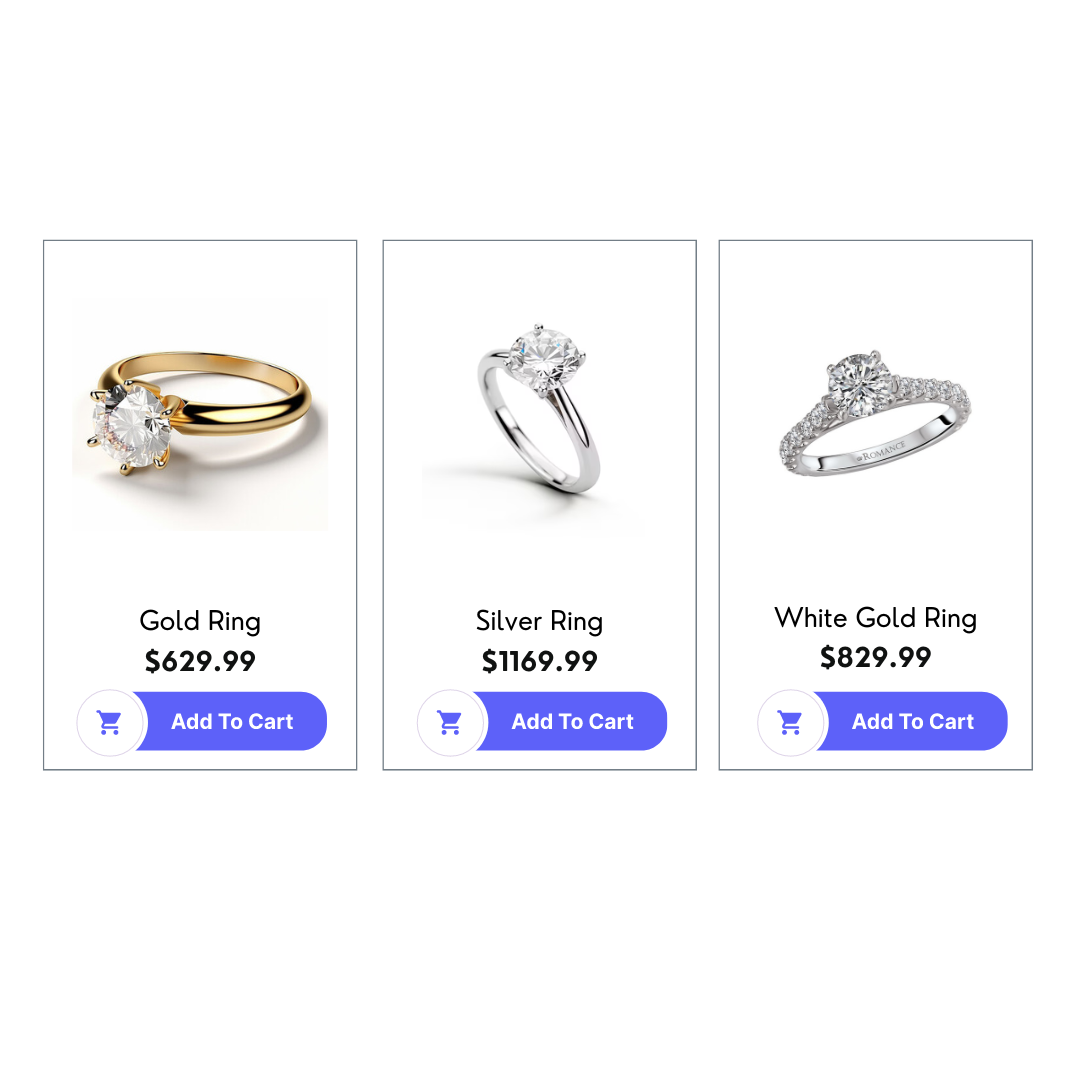 Gold Ring
$629.99
Add To Cart
Silver Ring
$1169.99
Add To Cart
ROMANCE
White Gold Ring
$829.99
Add To Cart